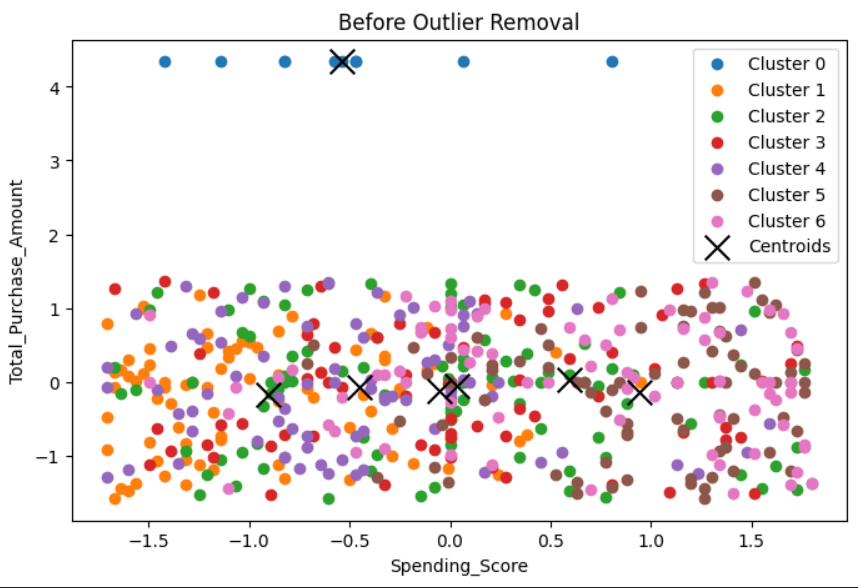 Before Outlier Removal
Cluster 0
Cluster 1
Cluster 2
Cluster 3
Cluster 4
Cluster 5
Cluster 6
Centroids
Total_Purchase_Amount
4
3
2
1
0
−1
−1.5
−1.0
−0.5
0.0
0.5
1.0
1.5
Spending_Score